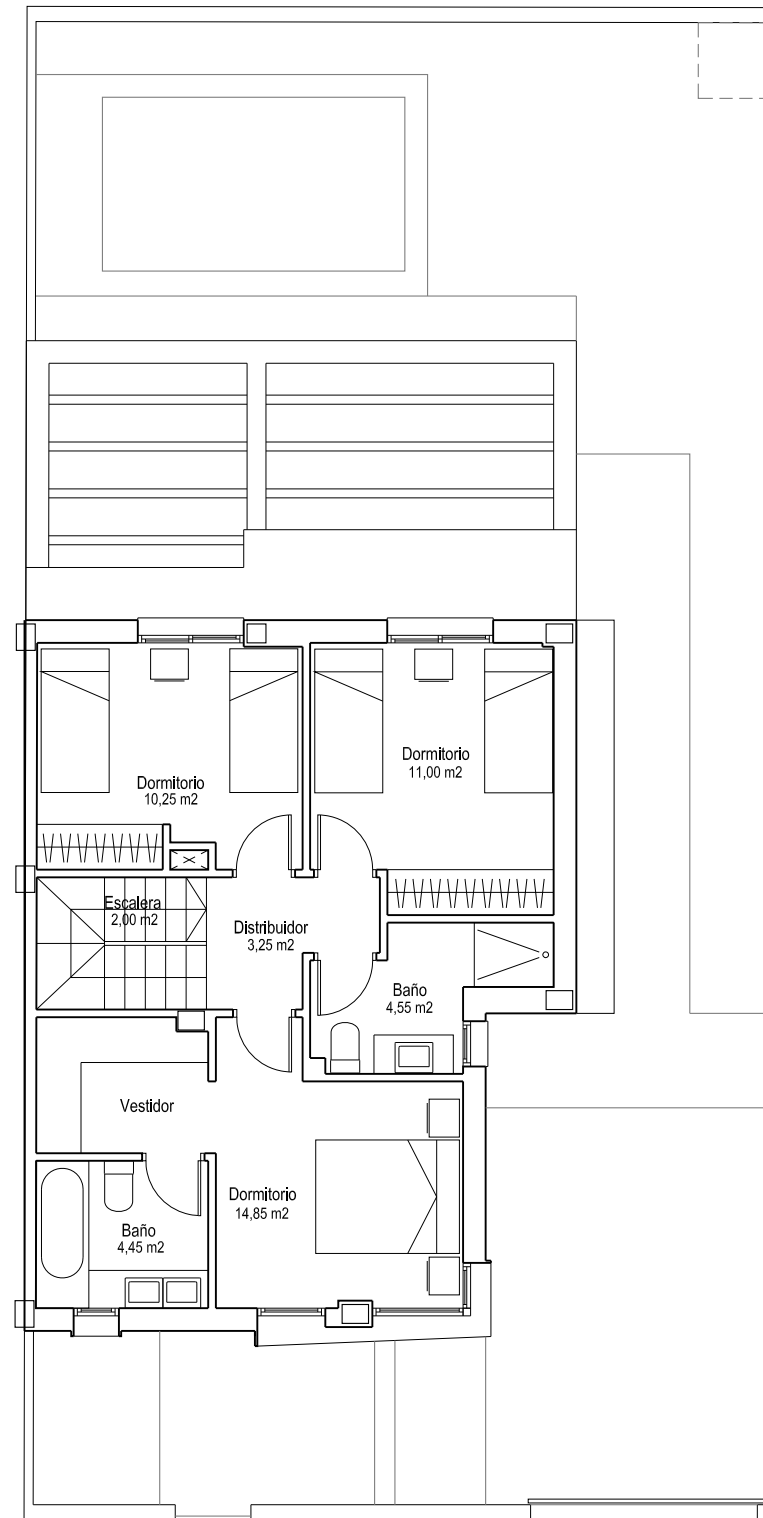 Dormitorio
11,00 m2
Dormitorio
10,25 m2
Escalera
2,00 m2
Distribuidor
3,25 m2
Baño
4,55 m2
Vestidor
Dormitorio
14,85 m2
Baño
4,45 m2